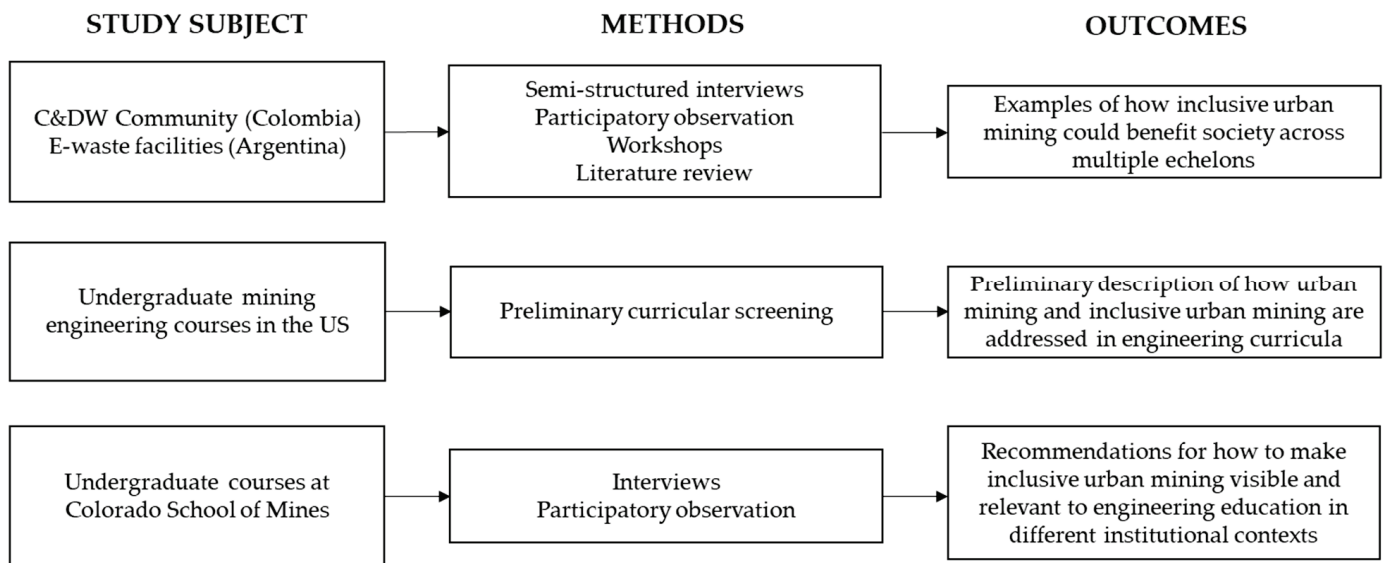 STUDY SUBJECT
METHODS
OUTCOMES
C&DW Community (Colombia)
E-waste facilities (Argentina)
Semi-structured interviews
Participatory observation
Workshops
Literature review
Examples of how inclusive urban
mining could benefit society across
multiple echelons
Undergraduate mining
engineering courses in the US
Preliminary curricular screening
Preliminary description of how urban
mining and inclusive urban mining are
addressed in engineering curricula
Undergraduate courses at
Colorado School of Mines
Interviews
Participatory observation
Recommendations for how to make
inclusive urban mining visible and
relevant to engineering education in
different institutional contexts